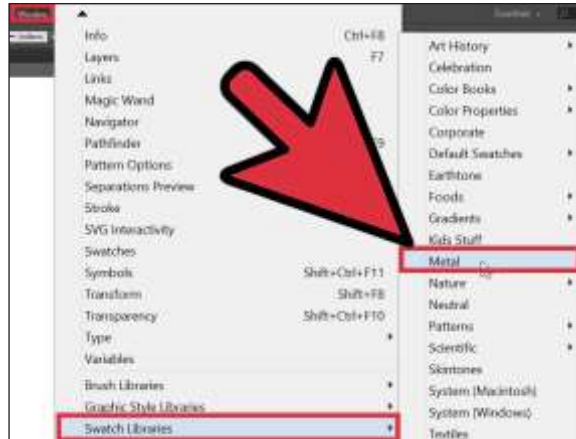 Window
Info Ctrl+F8
Layers F7
Links
Magic Wand
Navigator
Pathfinder F9
Pattern Options
Separations Preview
Stroke
SVG Interactivity
Swatches
Symbols Shift+Ctrl+F11
Transform Shift+F8
Transparency Shift+Ctrl+F10
Type
Variables
Brush Libraries
Graphic Style Libraries
Swatch Libraries
Art History
Celebration
Color Books
Color Properties
Corporate
Default Swatches
Earthtone
Foods
Gradients
Kids Stuff
Metal
Nature
Neutral
Patterns
Scientific
Skintones
System (Macintosh)
System (Windows)
Textiles